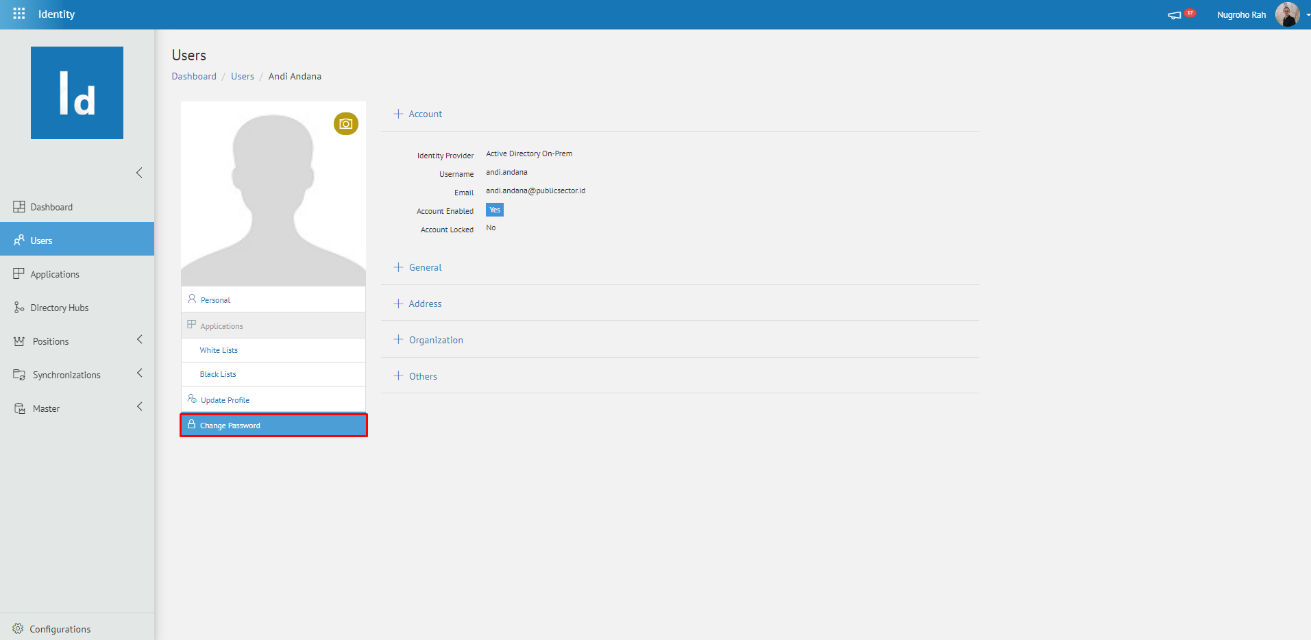 Identity
37
Nugroho Rah
Id
Dashboard
Users
Applications
Directory Hubs
Positions
Synchronizations
Master
Configurations
Users
Dashboard / Users / Andi Andana
Personal
Applications
White Lists
Black Lists
Update Profile
Change Password
Account
Identity Provider Active Directory On-Prem
Username andi.andana
Email andi.andana@publicsector.id
Account Enabled Yes
Account Locked No
General
Address
Organization
Others